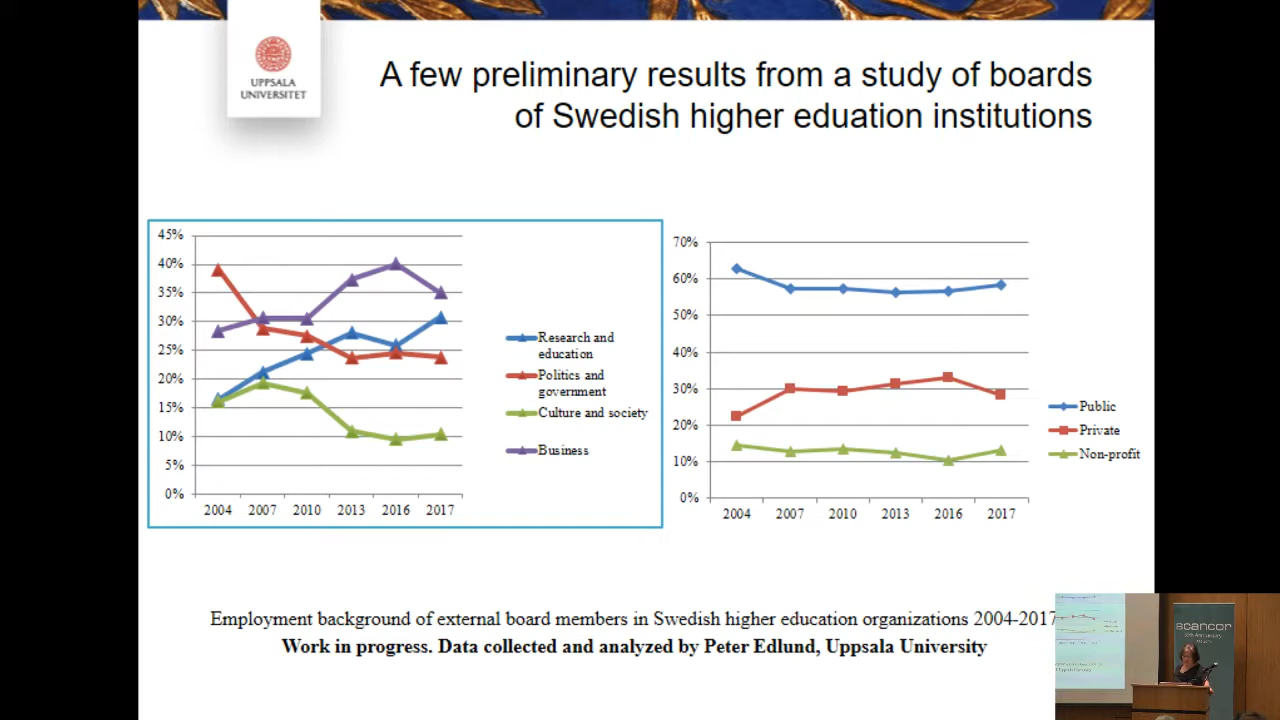 UPPSALA
UNIVERSITET
A few preliminary results from a study of boards
of Swedish higher eduation institutions
45%
40%
35%
30%
25%
20%
15%
10%
5%
0%
2004 2007 2010 2013 2016 2017
Research and
education
Politics and
government
Culture and society
Business
70%
60%
50%
40%
30%
20%
10%
0%
2004 2007 2010 2013 2016 2017
Public
Private
Non-profit
Employment background of external board members in Swedish higher education organizations 2004-2017
Work in progress. Data collected and analyzed by Peter Edlund, Uppsala University
scancor
Anniversary